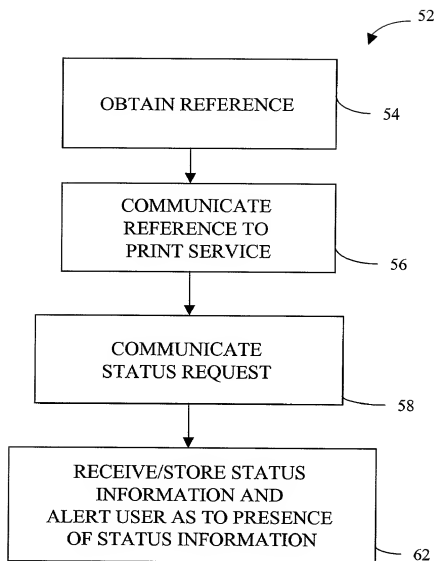 52
OBTAIN REFERENCE
54
COMMUNICATE
REFERENCE TO
PRINT SERVICE
56
COMMUNICATE
STATUS REQUEST
58
RECEIVE/STORE STATUS
INFORMATION AND
ALERT USER AS TO PRESENCE
OF STATUS INFORMATION
62